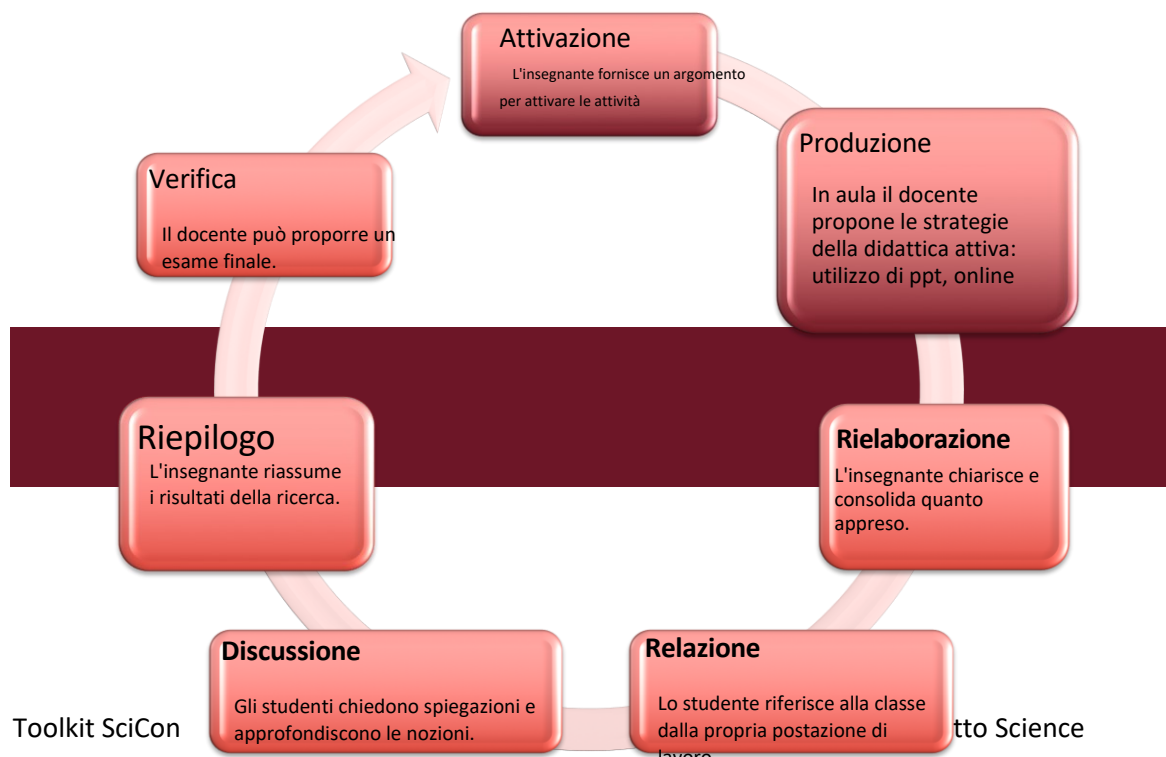 Attivazione
L'insegnante fornisce un argomento
per attivare le attività
Produzione
In aula il docente
propone le strategie
della didattica attiva:
utilizzo di ppt, online
Rielaborazione
L'insegnante chiarisce e
consolida quanto
appreso.
Relazione
Lo studente riferisce alla classe
dalla propria postazione di
lavoro
Discussione
Gli studenti chiedono spiegazioni e
approfondiscono le nozioni.
Riepilogo
L'insegnante riassume
i risultati della ricerca.
Verifica
Il docente può proporre un
esame finale.
Toolkit SciCon
tto Science